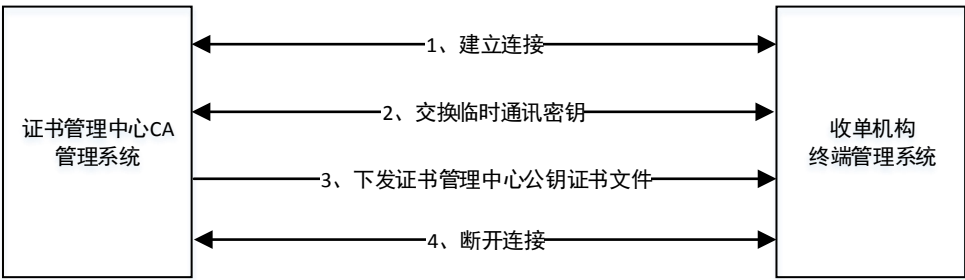 1、建立连接
2、交换临时通讯密钥
证书管理中心CA
管理系统
收单机构
终端管理系统
3、下发证书管理中心公钥证书文件
4、断开连接